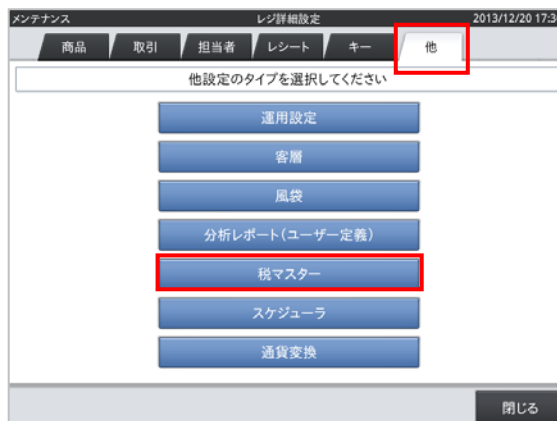 メンテナンス レジ詳細設定 2013/12/20 17:3
商品 取引 担当者 レシート キー 他
他設定のタイプを選択してください
運用設定
客層
風袋
分析レポート(ユーザー定義)
税マスター
スケジューラ
通貨変換
閉じる